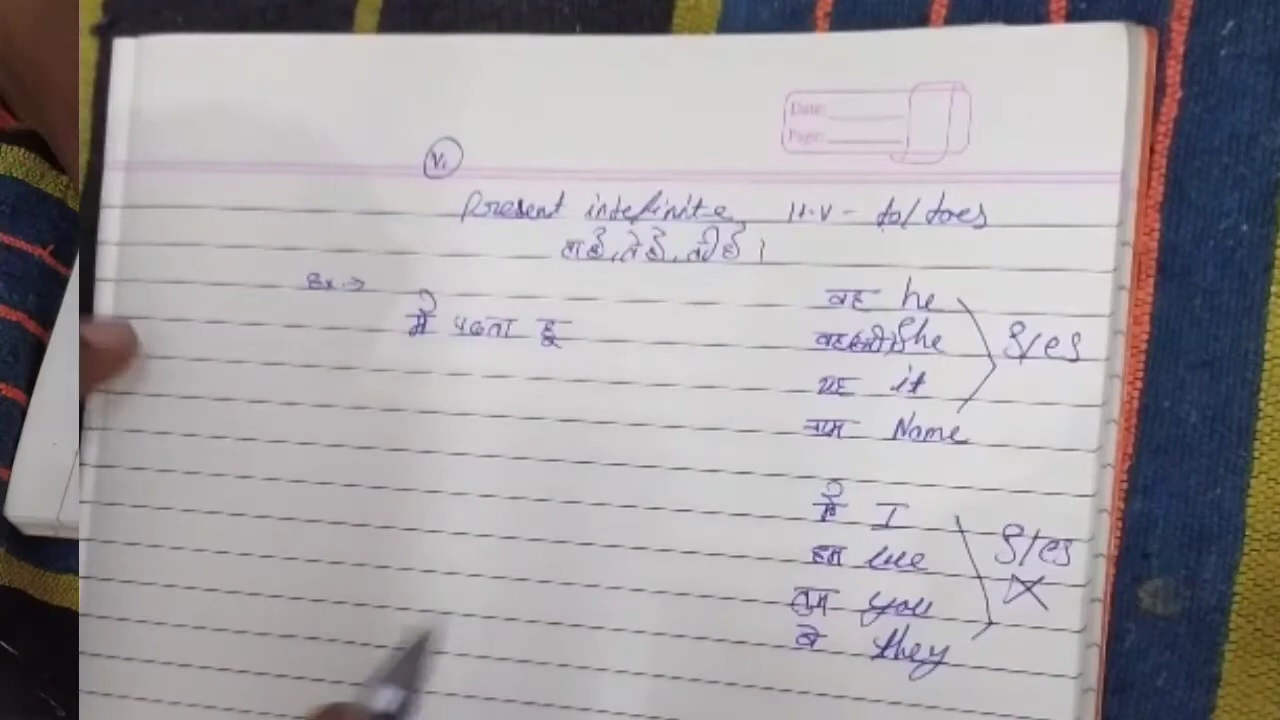 Date:
Page:
V.
Present indefinite H.V - do/does
ता है, ते है, ती है ।
Ex →
मैं पढता हूं
वह he
वह(स्त्री) She
यह it
नाम Name
S/es
मैं I
हम we
तुम you
वे they
S/es